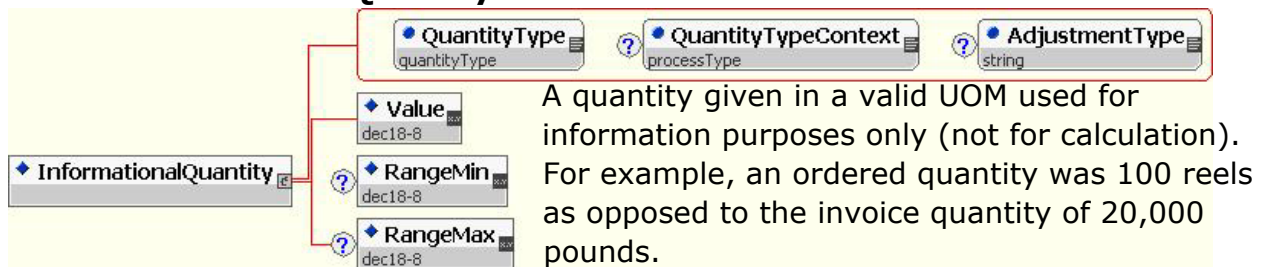 QuantityType
quantityType
? QuantityTypeContext
processType
? AdjustmentType
string
Value
dec18-8
InformationalQuantity
? RangeMin
dec18-8
? RangeMax
dec18-8
A quantity given in a valid UOM used for
information purposes only (not for calculation).
For example, an ordered quantity was 100 reels
as opposed to the invoice quantity of 20,000
pounds.